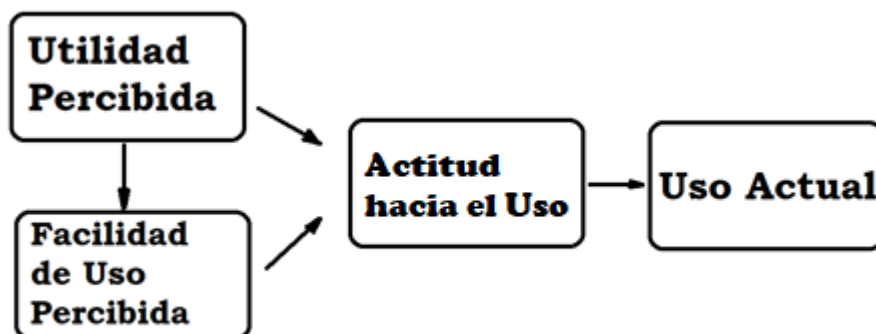 Utilidad
Percibida
Facilidad
de Uso
Percibida
Actitud
hacia el Uso
Uso Actual